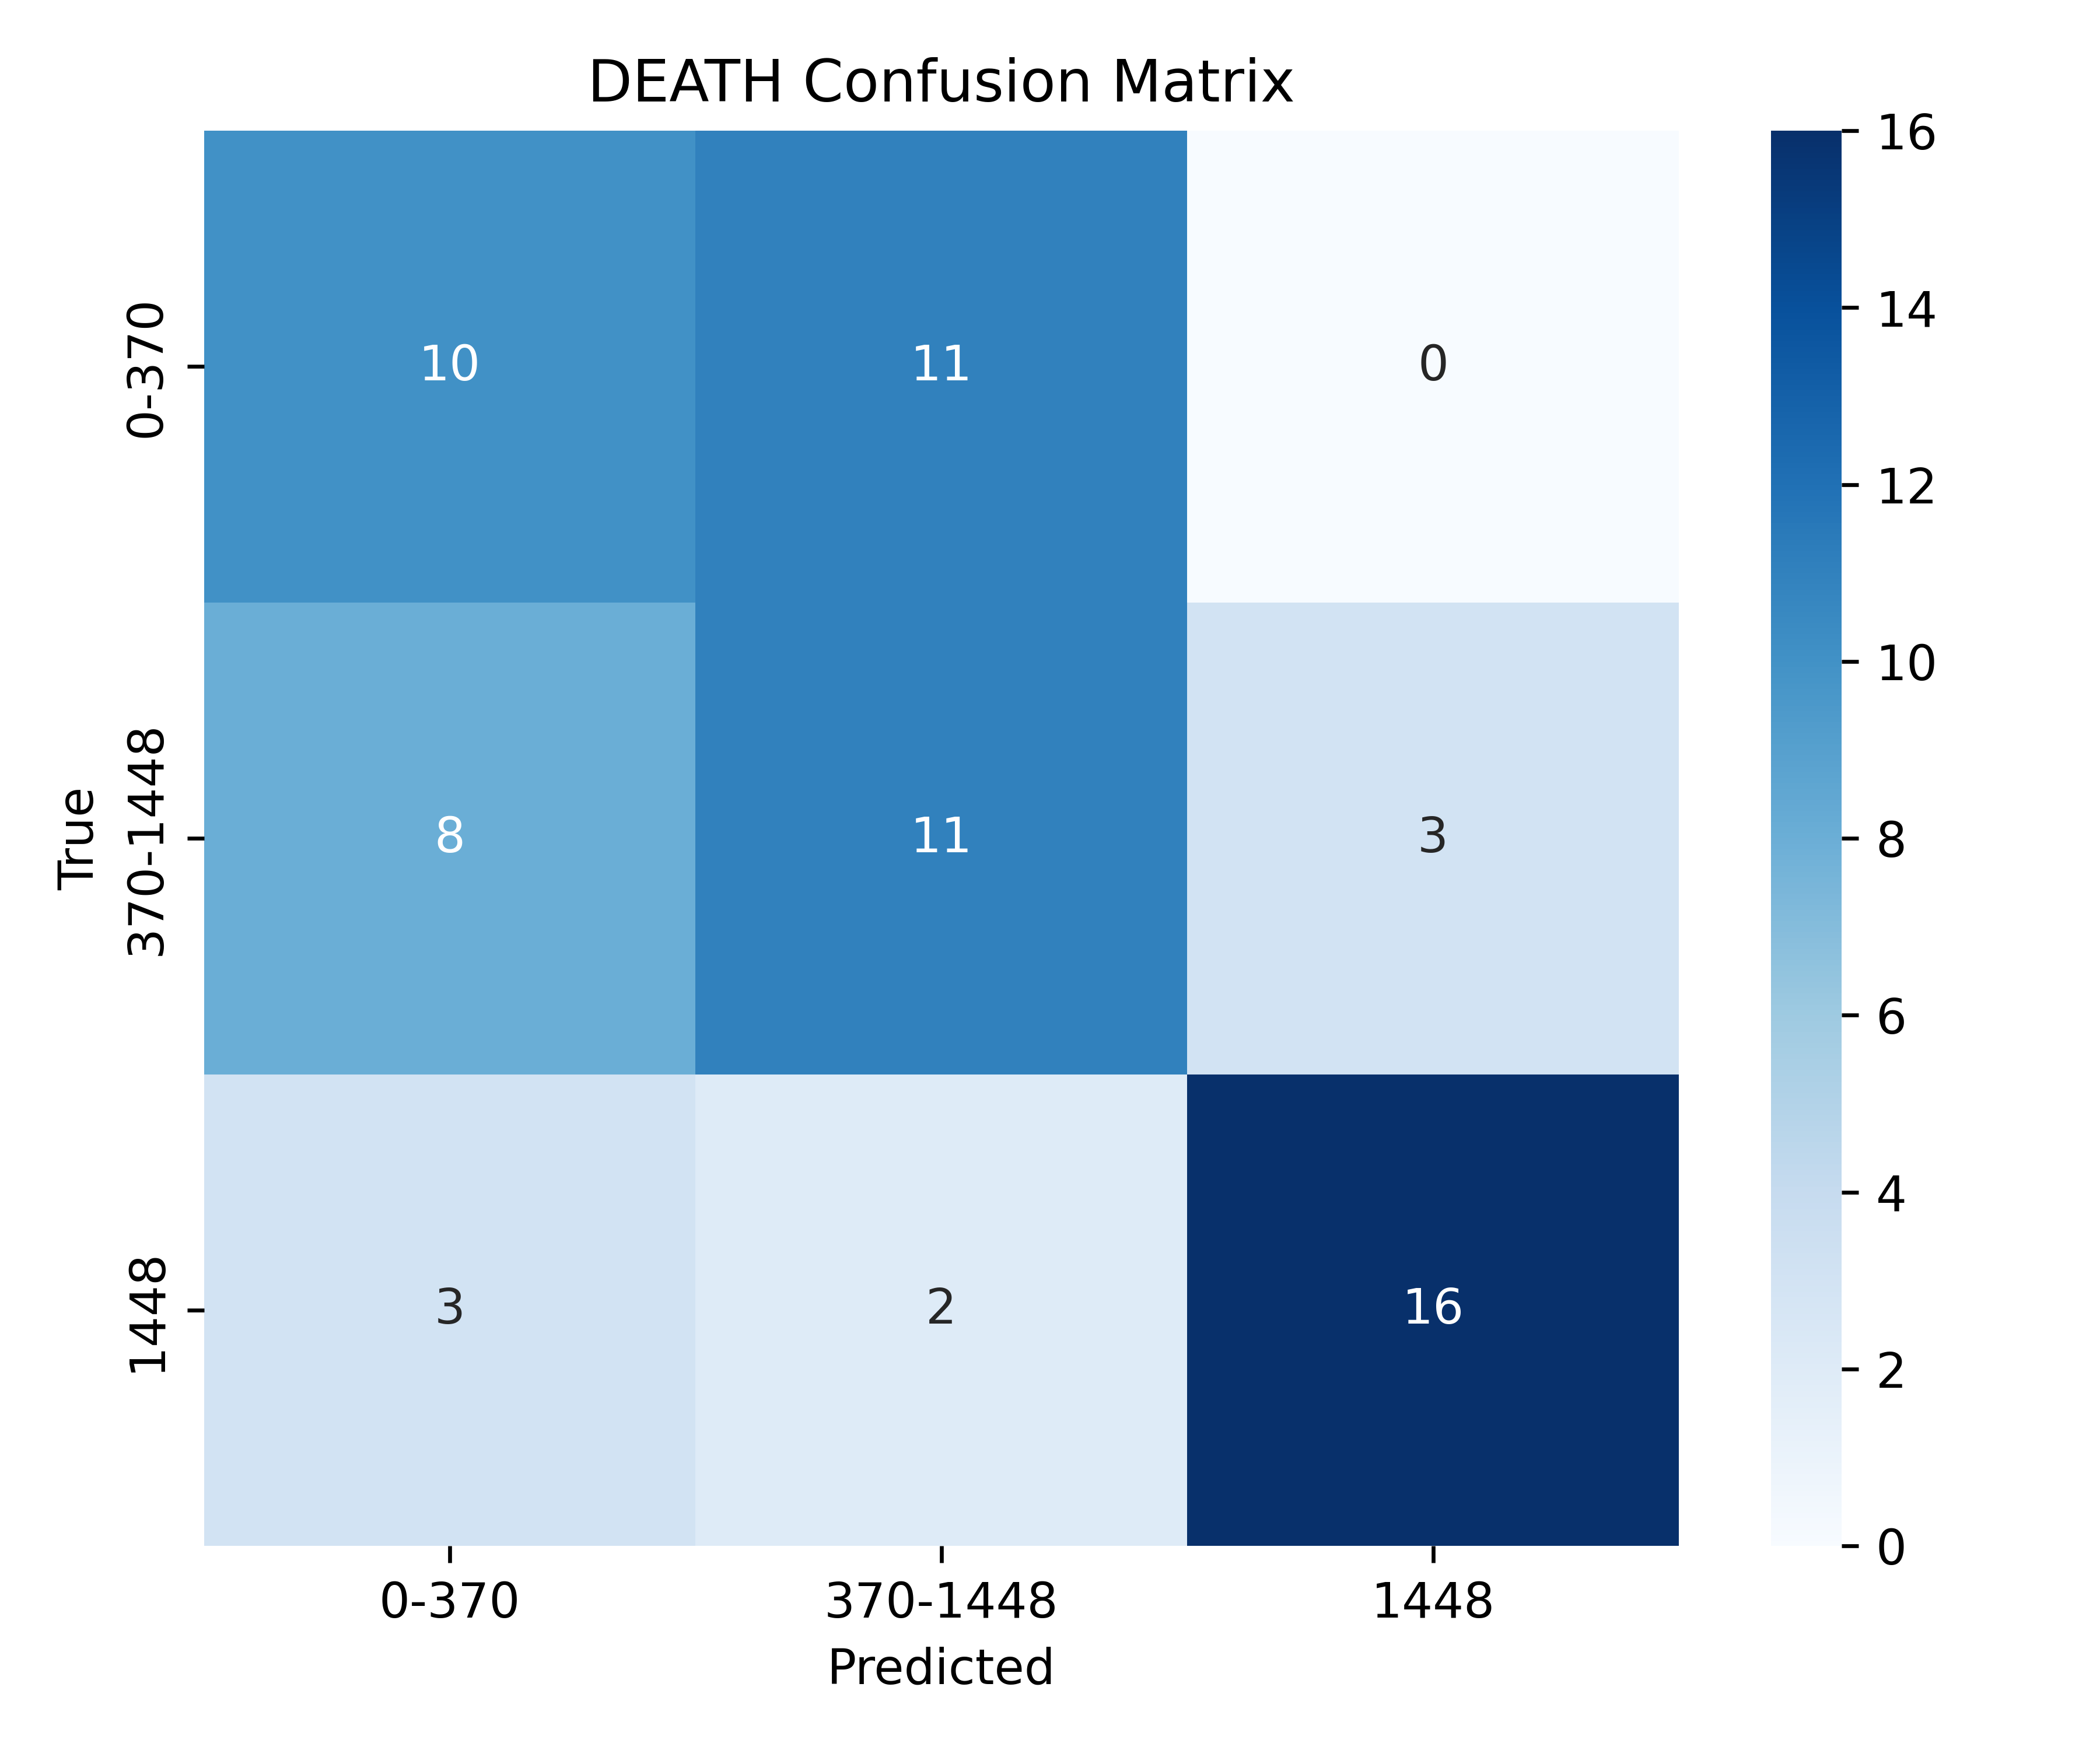 DEATH Confusion Matrix
True
0-370
10 11 0
370-1448
8 11 3
1448
3 2 16
0-370 370-1448 1448
Predicted
16
14
12
10
8
6
4
2
0